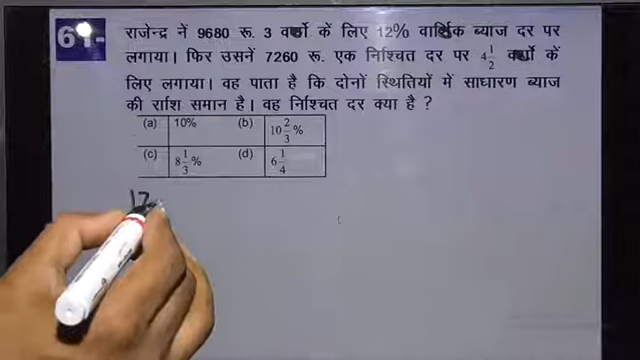 61- राजेन्द्र नें 9680 रू. 3 वर्षो कें लिए 12% वार्षिक ब्याज दर पर
लगाया। फिर उसनें 7260 रू. एक निश्चित दर पर 4 1/2 वर्षो कें
लिए लगाया। वह पाता है कि दोनों स्थितियों में साधारण ब्याज
की राशि समान है। वह निश्चित दर क्या है ?
(a) 10% (b) 10 2/3 %
(c) 8 1/3 % (d) 6 1/4